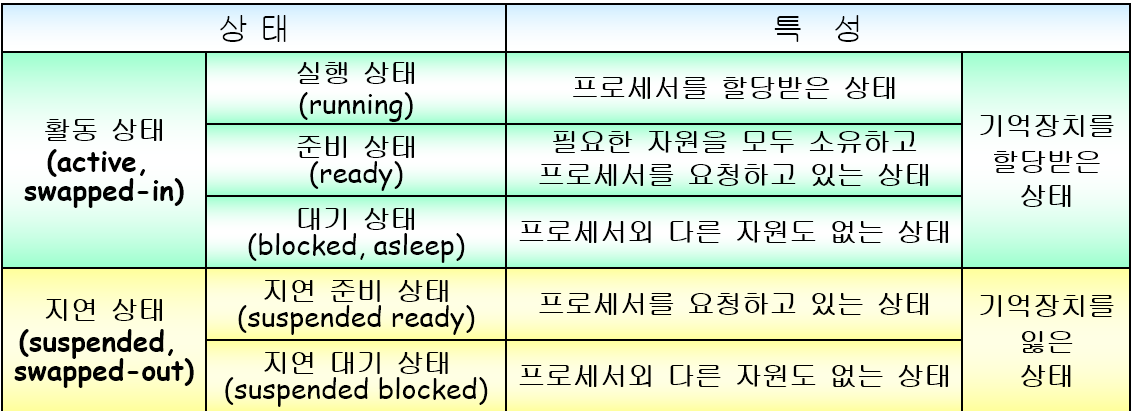 상 태
특 성
활동 상태
(active,
swapped-in)
실행 상태
(running)
프로세서를 할당받은 상태
기억장치를
할당받은
상태
준비 상태
(ready)
필요한 자원을 모두 소유하고
프로세서를 요청하고 있는 상태
대기 상태
(blocked, asleep)
프로세서외 다른 자원도 없는 상태
지연 상태
(suspended,
swapped-out)
지연 준비 상태
(suspended ready)
프로세서를 요청하고 있는 상태
기억장치를
잃은
상태
지연 대기 상태
(suspended blocked)
프로세서외 다른 자원도 없는 상태